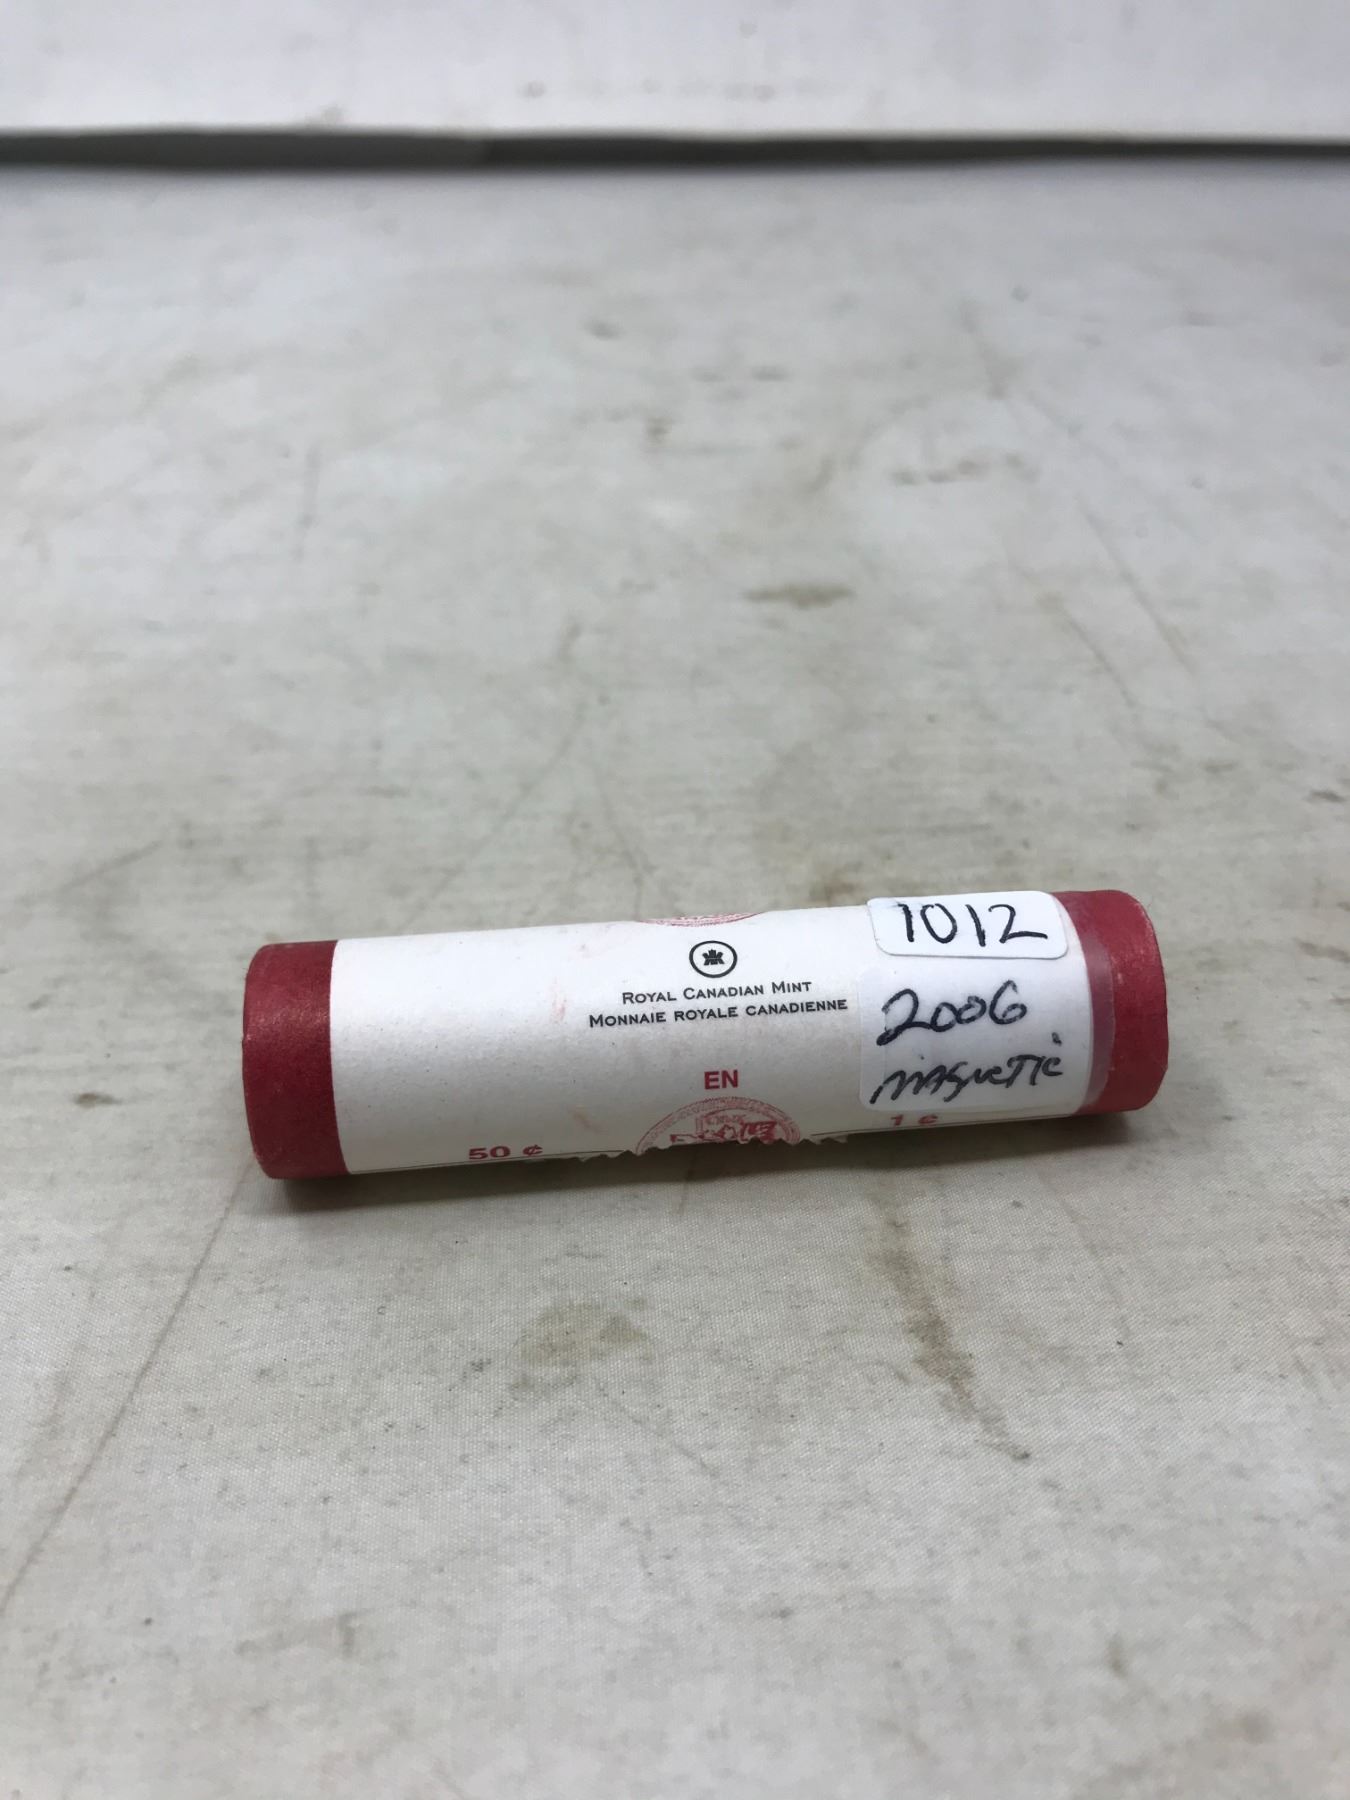 1012
ROYAL CANADIAN MINT
MONNAIE ROYALE CANADIENNE
2006
MAGNETIC
EN
50 ¢
1 ¢